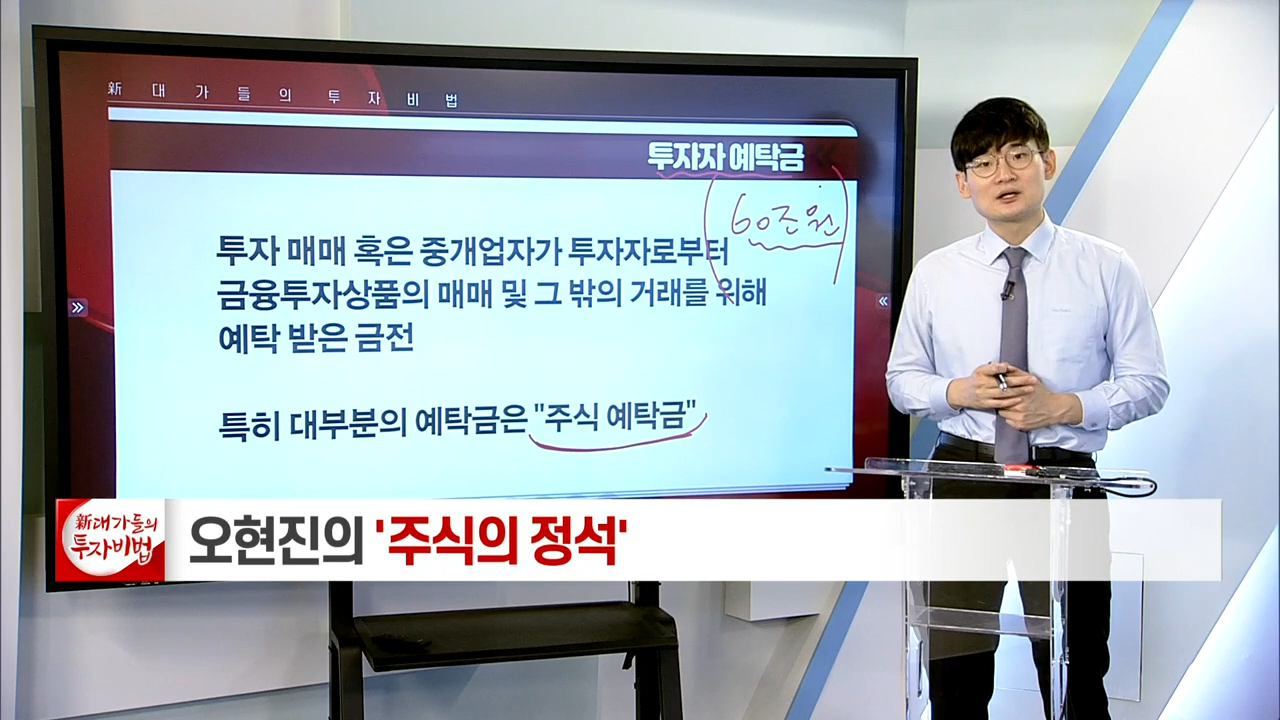 新 대 가 들 의 투 자 비 법
투자자 예탁금
60조원
투자 매매 혹은 중개업자가 투자자로부터
금융투자상품의 매매 및 그 밖의 거래를 위해
예탁 받은 금전
특히 대부분의 예탁금은 "주식 예탁금"
新대가들의
투자비법
오현진의 '주식의 정석'